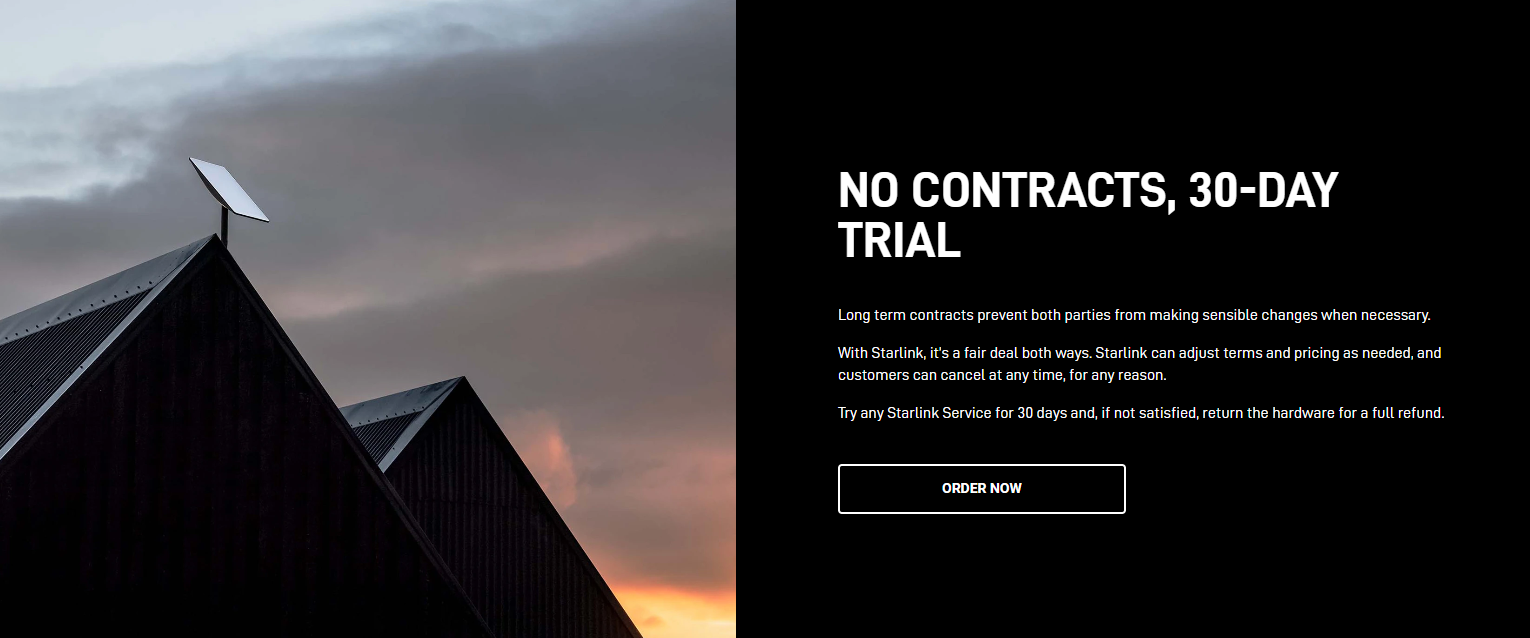 NO CONTRACTS, 30-DAY
TRIAL
Long term contracts prevent both parties from making sensible changes when necessary.
With Starlink, it's a fair deal both ways. Starlink can adjust terms and pricing as needed, and
customers can cancel at any time, for any reason.
Try any Starlink Service for 30 days and, if not satisfied, return the hardware for a full refund.
ORDER NOW